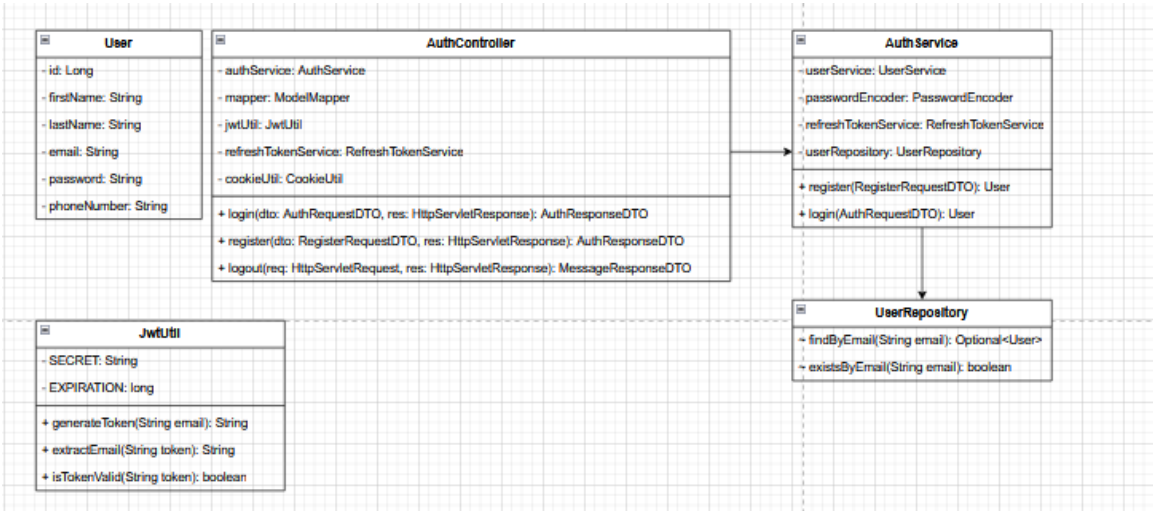 User
- id: Long
- firstName: String
- lastName: String
- email: String
- password: String
- phoneNumber: String
AuthController
- authService: AuthService
- mapper: ModelMapper
- jwtUtil: JwtUtil
- refreshTokenService: RefreshTokenService
- cookieUtil: CookieUtil
+ login(dto: AuthRequestDTO, res: HttpServletResponse): AuthResponseDTO
+ register(dto: RegisterRequestDTO, res: HttpServletResponse): AuthResponseDTO
+ logout(req: HttpServletRequest, res: HttpServletResponse): MessageResponseDTO
AuthService
- userService: UserService
- passwordEncoder: PasswordEncoder
- refreshTokenService: RefreshTokenService
- userRepository: UserRepository
+ register(RegisterRequestDTO): User
+ login(AuthRequestDTO): User
JwtUtil
- SECRET: String
- EXPIRATION: long
+ generateToken(String email): String
+ extractEmail(String token): String
+ isTokenValid(String token): boolean
UserRepository
~ findByEmail(String email): Optional<User>
~ existsByEmail(String email): boolean